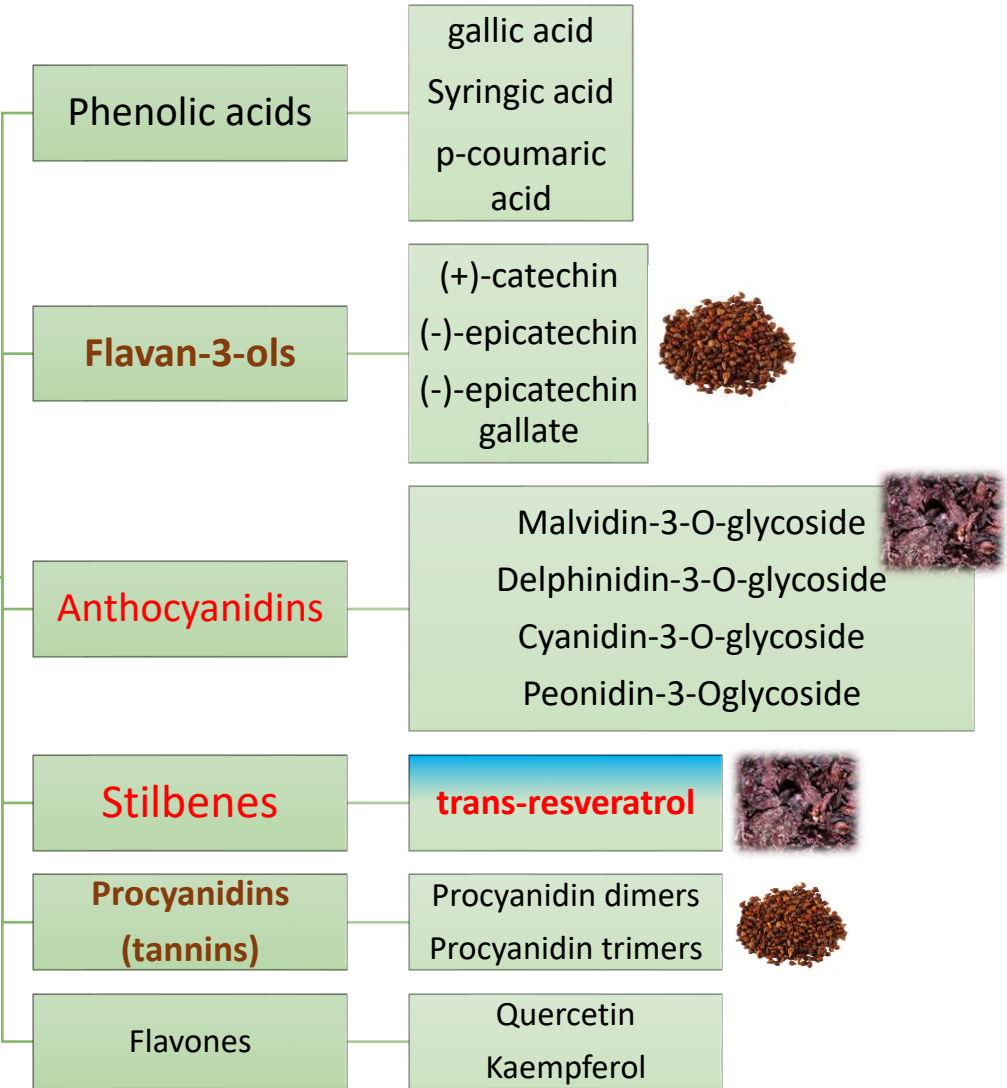 Phenolic acids
gallic acid
Syringic acid
p-coumaric
acid
Flavan-3-ols
(+)-catechin
(-)-epicatechin
(-)-epicatechin
gallate
Anthocyanidins
Malvidin-3-O-glycoside
Delphinidin-3-O-glycoside
Cyanidin-3-O-glycoside
Peonidin-3-Oglycoside
Stilbenes
trans-resveratrol
Procyanidins
(tannins)
Procyanidin dimers
Procyanidin trimers
Flavones
Quercetin
Kaempferol